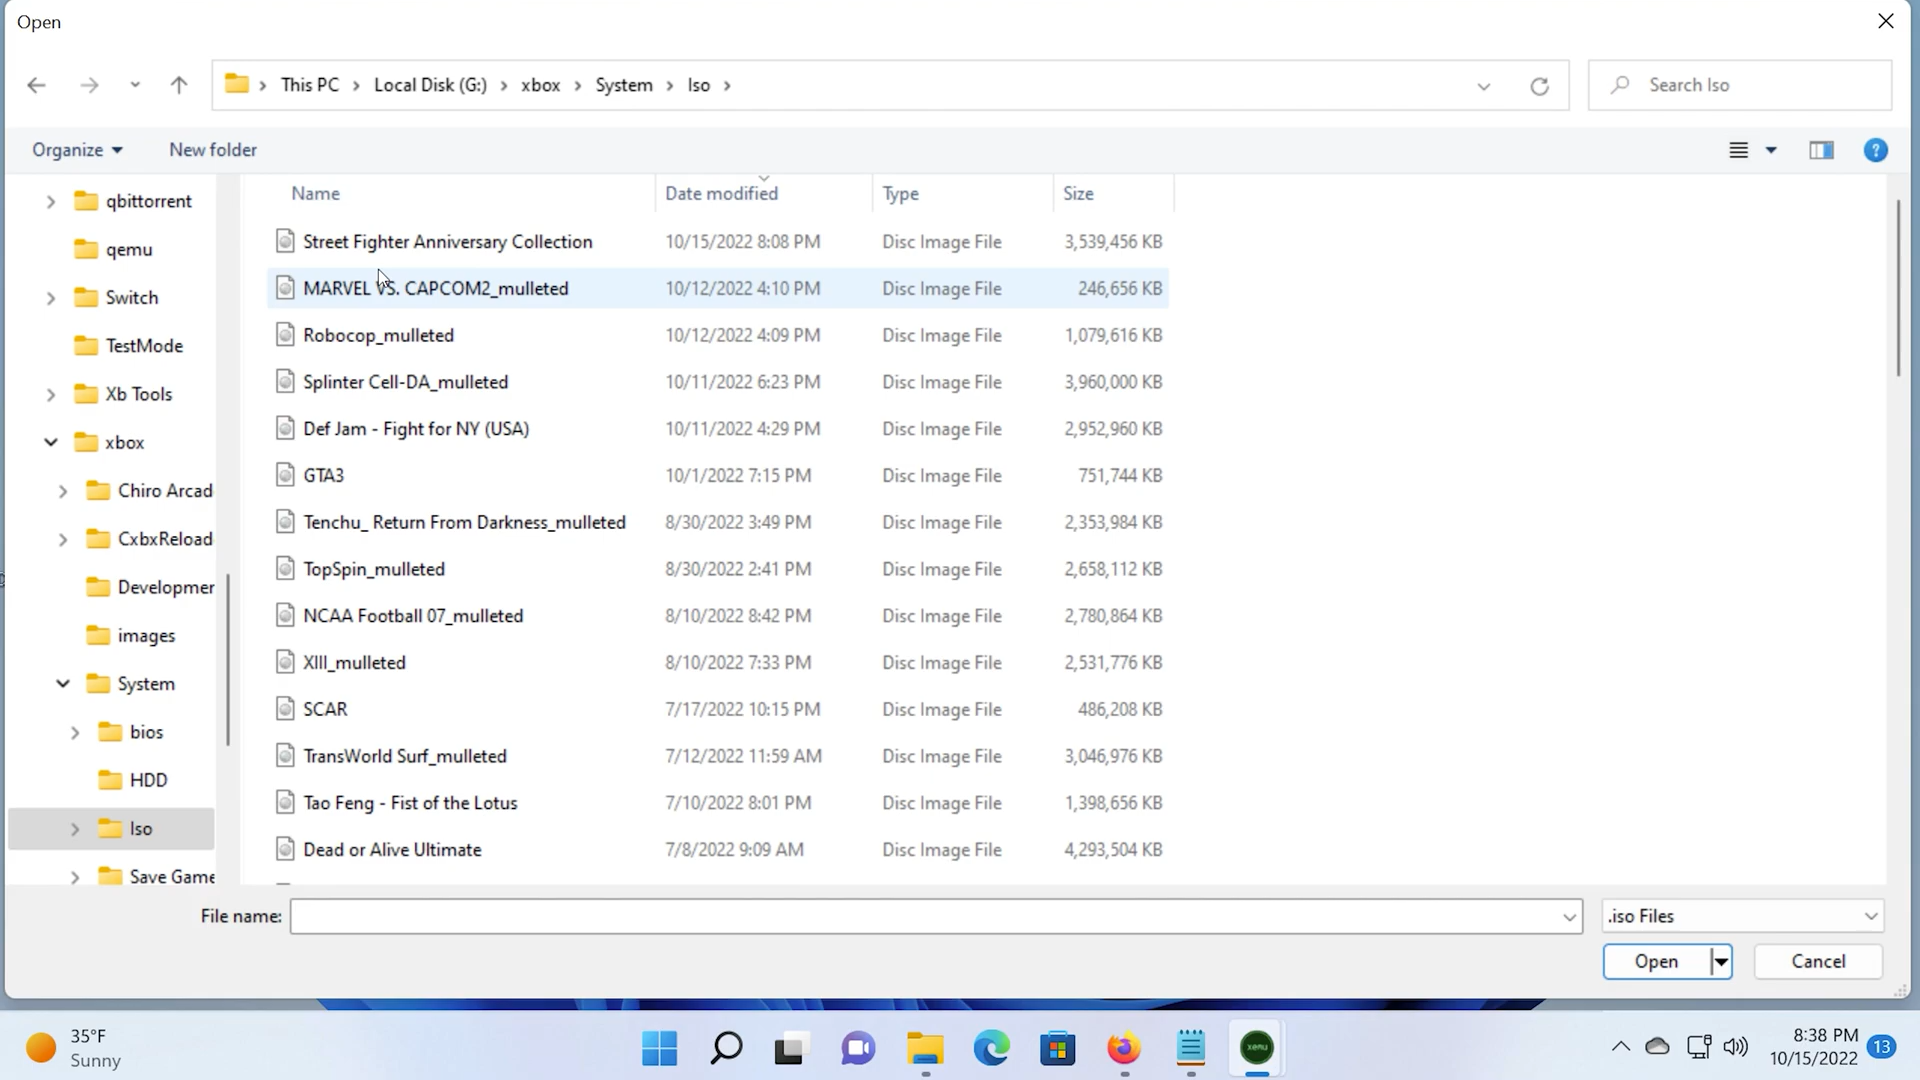 Open
This PC > Local Disk (G:) > xbox > System > Iso >
Search Iso
Organize
New folder
Name Date modified Type Size
Street Fighter Anniversary Collection 10/15/2022 8:08 PM Disc Image File 3,539,456 KB
MARVEL VS. CAPCOM2_mulleted 10/12/2022 4:10 PM Disc Image File 246,656 KB
Robocop_mulleted 10/12/2022 4:09 PM Disc Image File 1,079,616 KB
Splinter Cell-DA_mulleted 10/11/2022 6:23 PM Disc Image File 3,960,000 KB
Def Jam - Fight for NY (USA) 10/11/2022 4:29 PM Disc Image File 2,952,960 KB
GTA3 10/1/2022 7:15 PM Disc Image File 751,744 KB
Tenchu_ Return From Darkness_mulleted 8/30/2022 3:49 PM Disc Image File 2,353,984 KB
TopSpin_mulleted 8/30/2022 2:41 PM Disc Image File 2,658,112 KB
NCAA Football 07_mulleted 8/10/2022 8:42 PM Disc Image File 2,780,864 KB
XIII_mulleted 8/10/2022 7:33 PM Disc Image File 2,531,776 KB
SCAR 7/17/2022 10:15 PM Disc Image File 486,208 KB
TransWorld Surf_mulleted 7/12/2022 11:59 AM Disc Image File 3,046,976 KB
Tao Feng - Fist of the Lotus 7/10/2022 8:01 PM Disc Image File 1,398,656 KB
Dead or Alive Ultimate 7/8/2022 9:09 AM Disc Image File 4,293,504 KB
qbittorrent
qemu
Switch
TestMode
Xb Tools
xbox
Chiro Arcad
CxbxReload
Developmer
images
System
bios
HDD
Iso
Save Game
File name:
.iso Files
Open
Cancel
35°F
Sunny
xemu
8:38 PM
10/15/2022
13